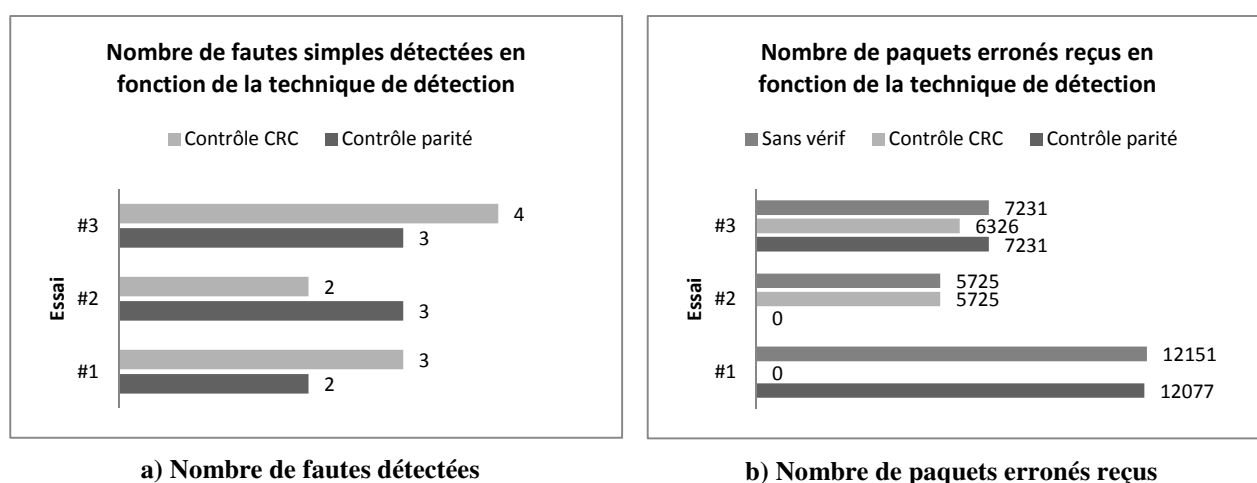 Nombre de fautes simples détectées en
fonction de la technique de détection
Contrôle CRC
Contrôle parité
Essai
#3
4
3
#2
2
3
#1
3
2
a) Nombre de fautes détectées
Nombre de paquets erronés reçus en
fonction de la technique de détection
Sans vérif
Contrôle CRC
Contrôle parité
Essai
#3
7231
6326
7231
#2
5725
5725
0
#1
12151
0
12077
b) Nombre de paquets erronés reçus